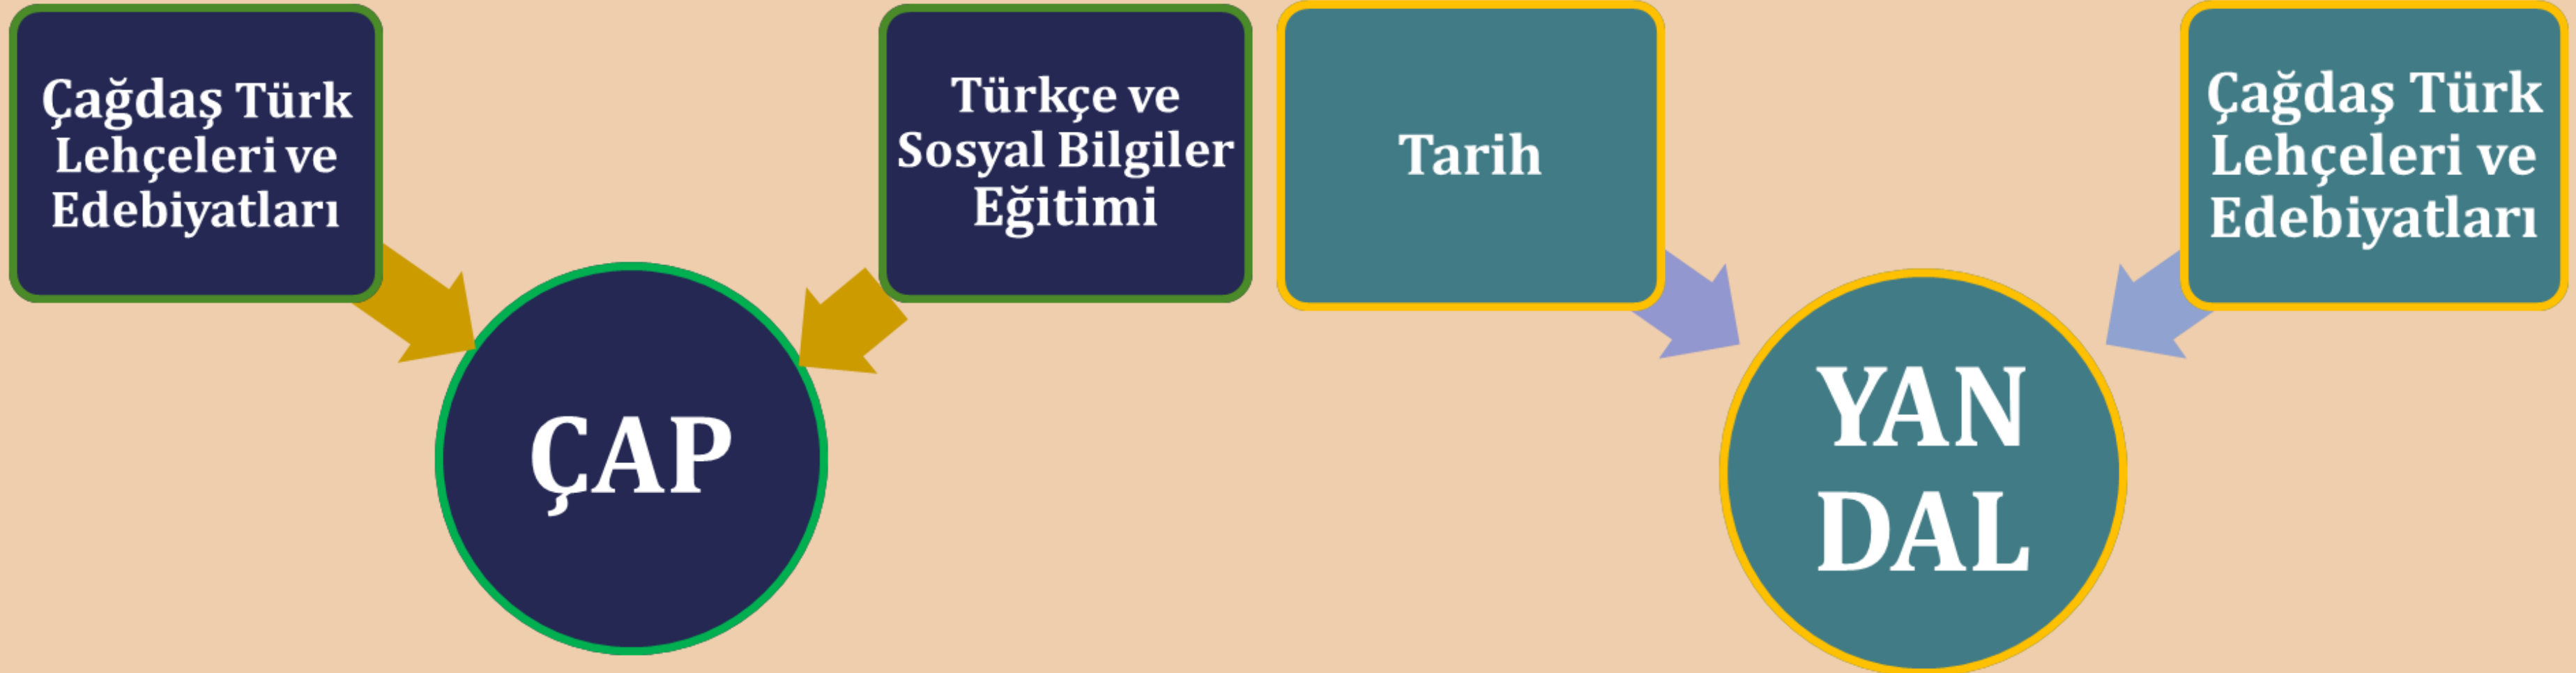 Çağdaş Türk
Lehçeleri ve
Edebiyatları
Türkçe ve
Sosyal Bilgiler
Eğitimi
ÇAP
Tarih
Çağdaş Türk
Lehçeleri ve
Edebiyatları
YAN
DAL